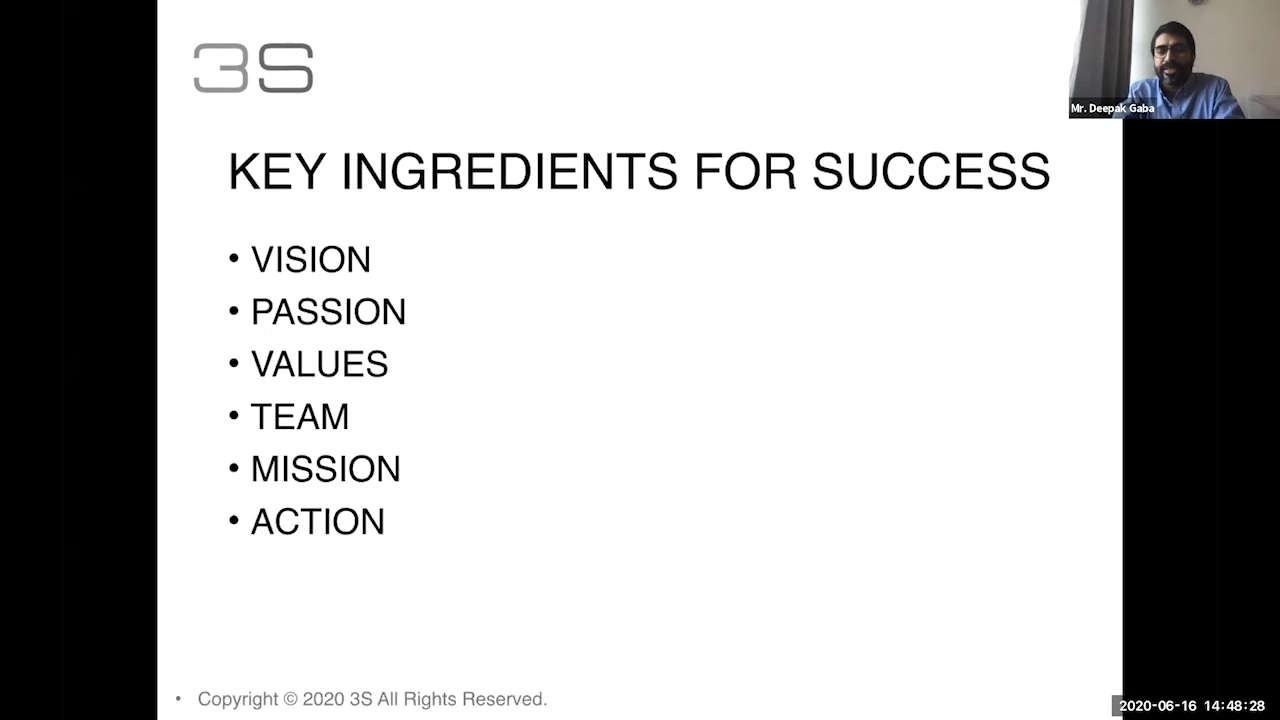 3S
Mr. Deepak Gaba
KEY INGREDIENTS FOR SUCCESS
• VISION
• PASSION
• VALUES
• TEAM
• MISSION
• ACTION
• Copyright © 2020 3S All Rights Reserved.
2020-06-16 14:48:28